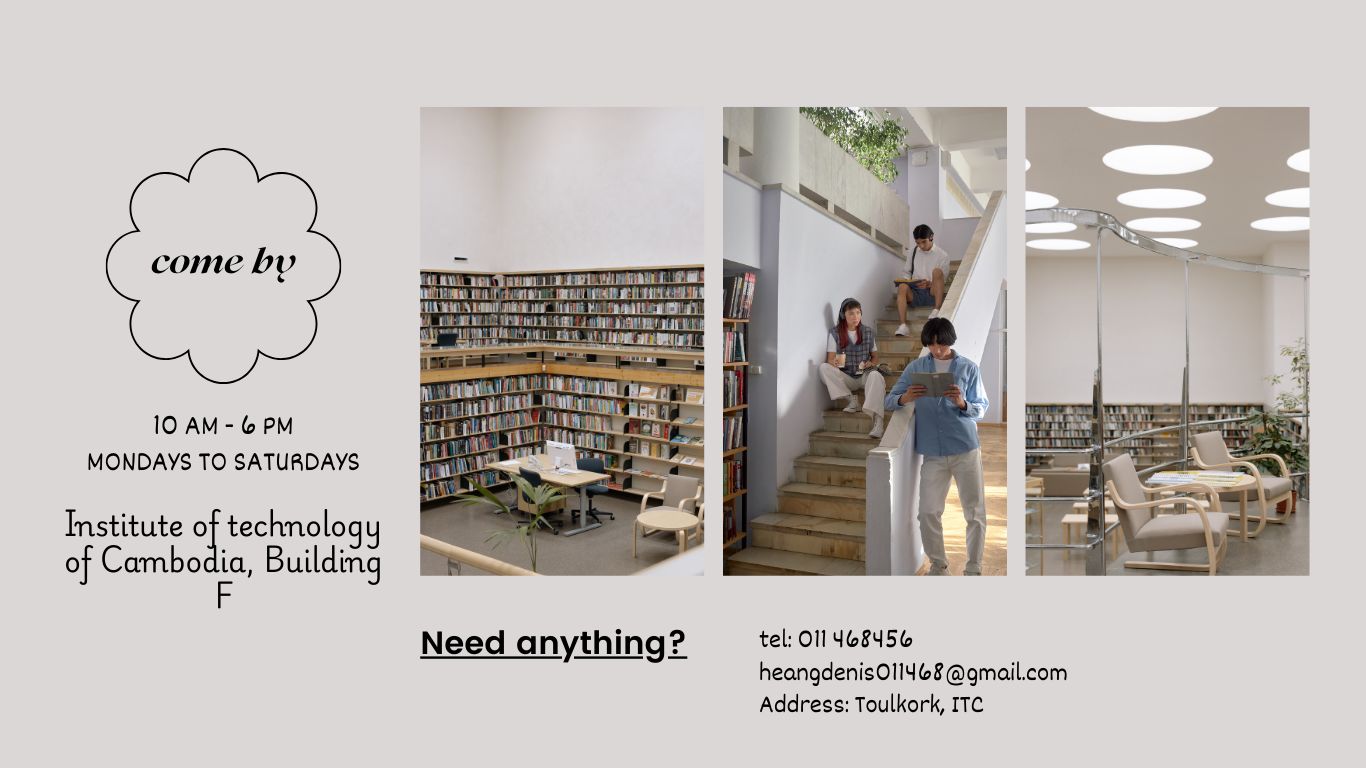 come by
10 AM - 6 PM
MONDAYS TO SATURDAYS
Institute of technology
of Cambodia, Building
F
Need anything?
tel: 011 468456
heangdenis011468@gmail.com
Address: Toulkork, ITC